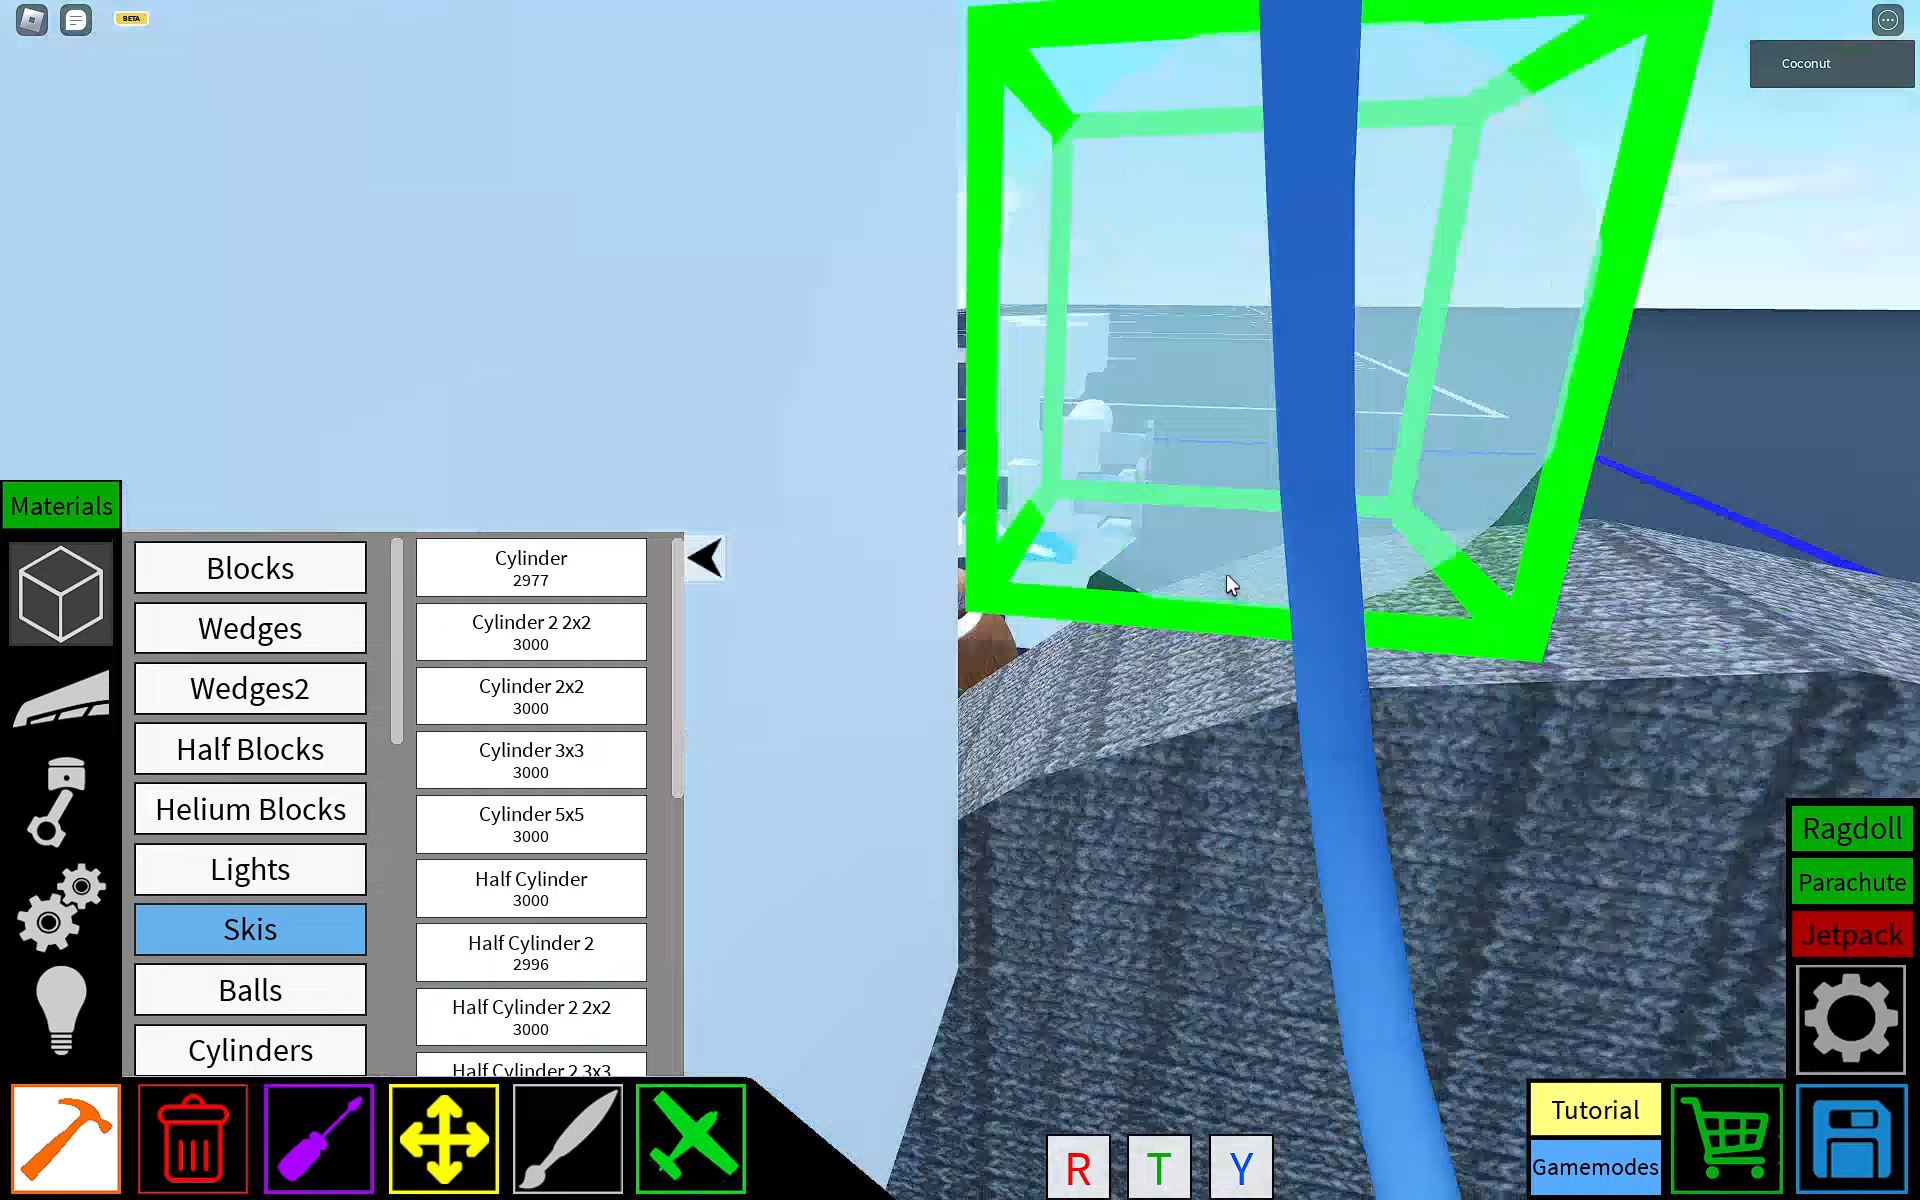 BETA
Coconut
Materials
Blocks
Wedges
Wedges2
Half Blocks
Helium Blocks
Lights
Skis
Balls
Cylinders
Cylinder
2977
Cylinder 2 2x2
3000
Cylinder 2x2
3000
Cylinder 3x3
3000
Cylinder 5x5
3000
Half Cylinder
3000
Half Cylinder 2
2996
Half Cylinder 2 2x2
3000
Half Cylinder 2 3x3
Ragdoll
Parachute
Jetpack
Tutorial
Gamemodes
R T Y